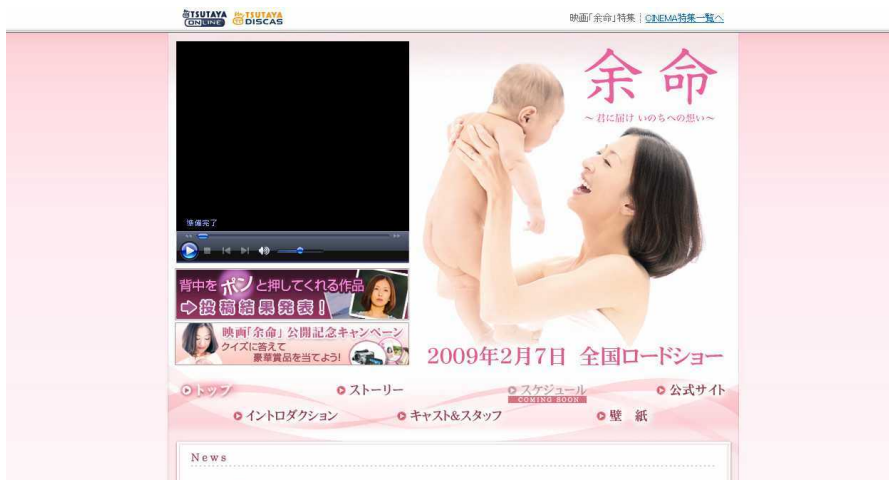 TSUTAYA ONLINE
TSUTAYA DISCAS
映画「余命」特集｜CINEMA特集一覧へ
余命
～君に届け いのちへの想い～
準備完了
背中をポンと押してくれる作品
投稿結果発表！
映画「余命」公開記念キャンペーン
クイズに答えて
豪華賞品を当てよう!
2009年2月7日 全国ロードショー
トップ
ストーリー
スケジュール
COMING SOON
公式サイト
イントロダクション
キャスト&スタッフ
壁 紙
News